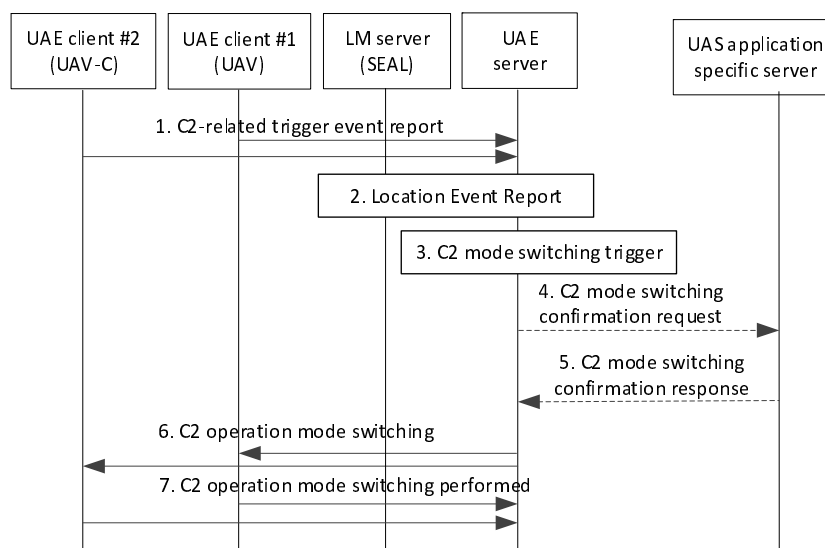 UAE client #2
(UAV-C)
UAE client #1
(UAV)
LM server
(SEAL)
UAE
server
UAS application
specific server
1. C2-related trigger event report
2. Location Event Report
3. C2 mode switching trigger
4. C2 mode switching
confirmation request
5. C2 mode switching
confirmation response
6. C2 operation mode switching
7. C2 operation mode switching performed